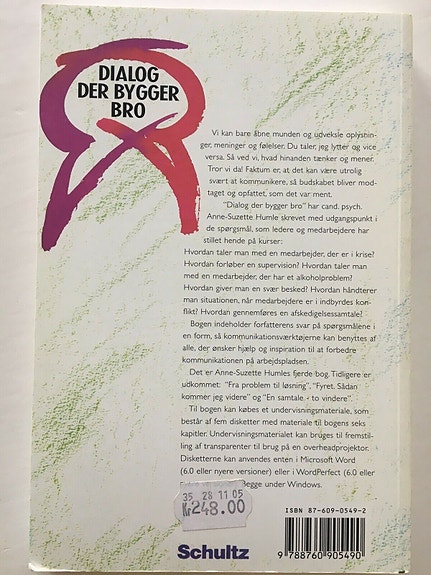 DIALOG
DER BYGGER
BRO
Vi kan bare åbne munden og udveksle oplysnin-
ger, meninger og følelser. Du taler, jeg lytter og vice
versa. Så ved vi, hvad hinanden tænker og mener.
Tror vi da! Faktum er, at det kan være utrolig
svært at kommunikere, så budskabet bliver mod-
taget og opfattet, som det var ment.
"Dialog der bygger bro" har cand. psych.
Anne-Suzette Humle skrevet med udgangspunkt i
de spørgsmål, som ledere og medarbejdere har
stillet hende på kurser:
Hvordan taler man med en medarbejder, der er i krise?
Hvordan forløber en supervision? Hvordan taler man
med en medarbejder, der har et alkoholproblem?
Hvordan giver man en svær besked? Hvordan håndterer
man situationen, når medarbejdere er i indbyrdes kon-
flikt? Hvordan gennemføres en afskedigelsessamtale?
Bogen indeholder forfatterens svar på spørgsmålene i
en form, så kommunikationsværktøjerne kan benyttes af
alle, der ønsker hjælp og inspiration til at forbedre
kommunikationen på arbejdspladsen.
Det er Anne-Suzette Humles fjerde bog. Tidligere er
udkommet: "Fra problem til løsning", "Fyret. Sådan
kommer jeg videre" og "En samtale - to vindere".
Til bogen kan købes et undervisningsmateriale, som
består af fem disketter med materiale til bogens seks
kapitler. Undervisningsmaterialet kan bruges til fremstil-
ling af transparenter til brug på en overheadprojektor.
Disketterne kan anvendes enten i Microsoft Word
(6.0 eller nyere versioner) eller i WordPerfect (6.0 eller
Begge under Windows.
35 28 11 05
Kr248.00
ISBN 87-609-0549-2
9 788760 905490
Schultz